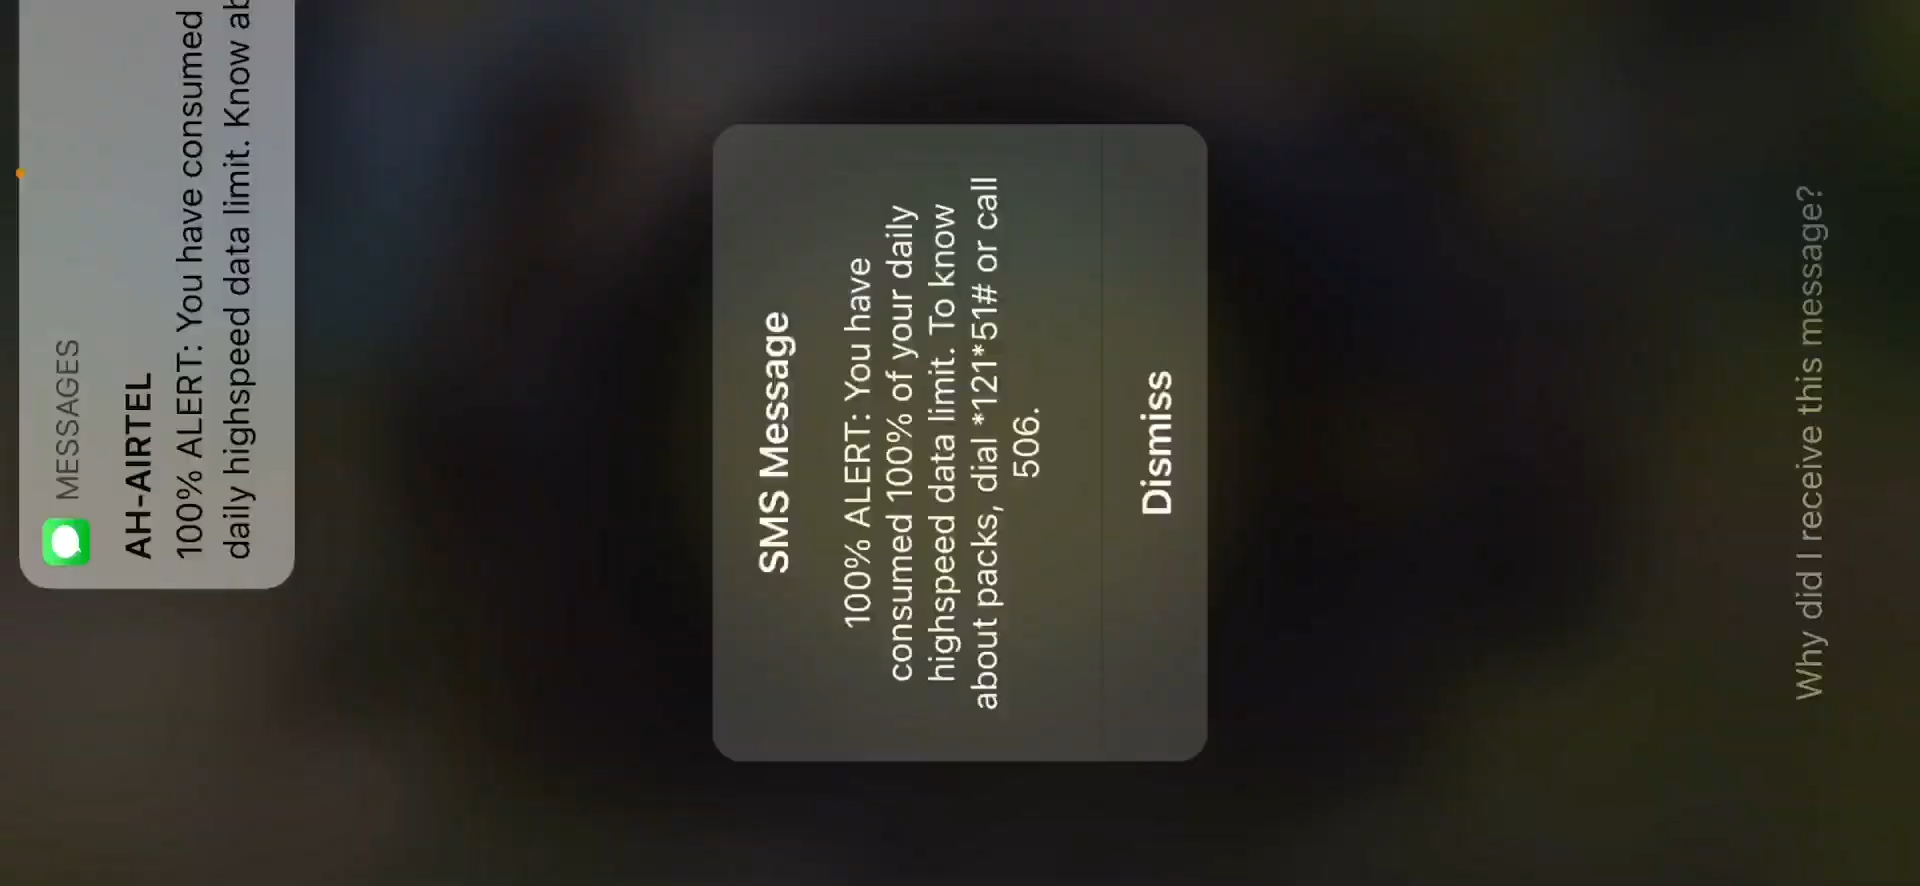 MESSAGES
AH-AIRTEL
100% ALERT: You have consumed
daily highspeed data limit. Know
SMS Message
100% ALERT: You have
consumed 100% of your daily
highspeed data limit. To know
about packs, dial *121*51# or call
506.
Dismiss
Why did I receive this message?